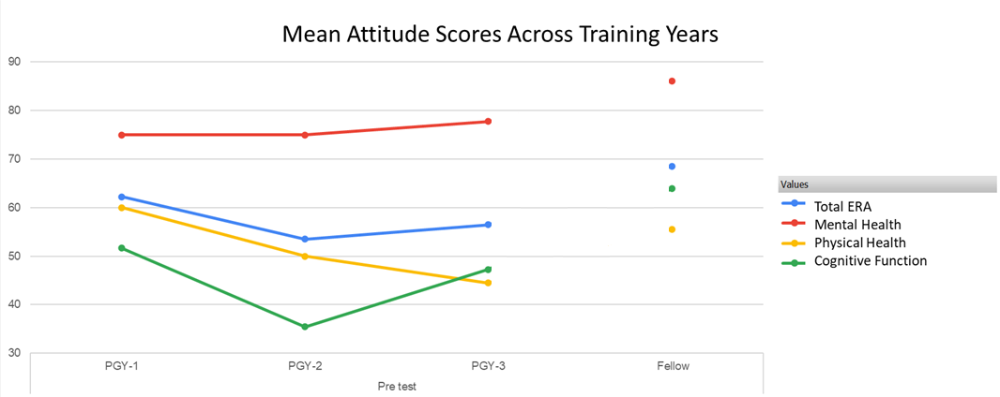 Mean Attitude Scores Across Training Years
90
80
70
60
50
40
30
PGY-1 PGY-2 PGY-3 Fellow
Pre test
Values
Total ERA
Mental Health
Physical Health
Cognitive Function